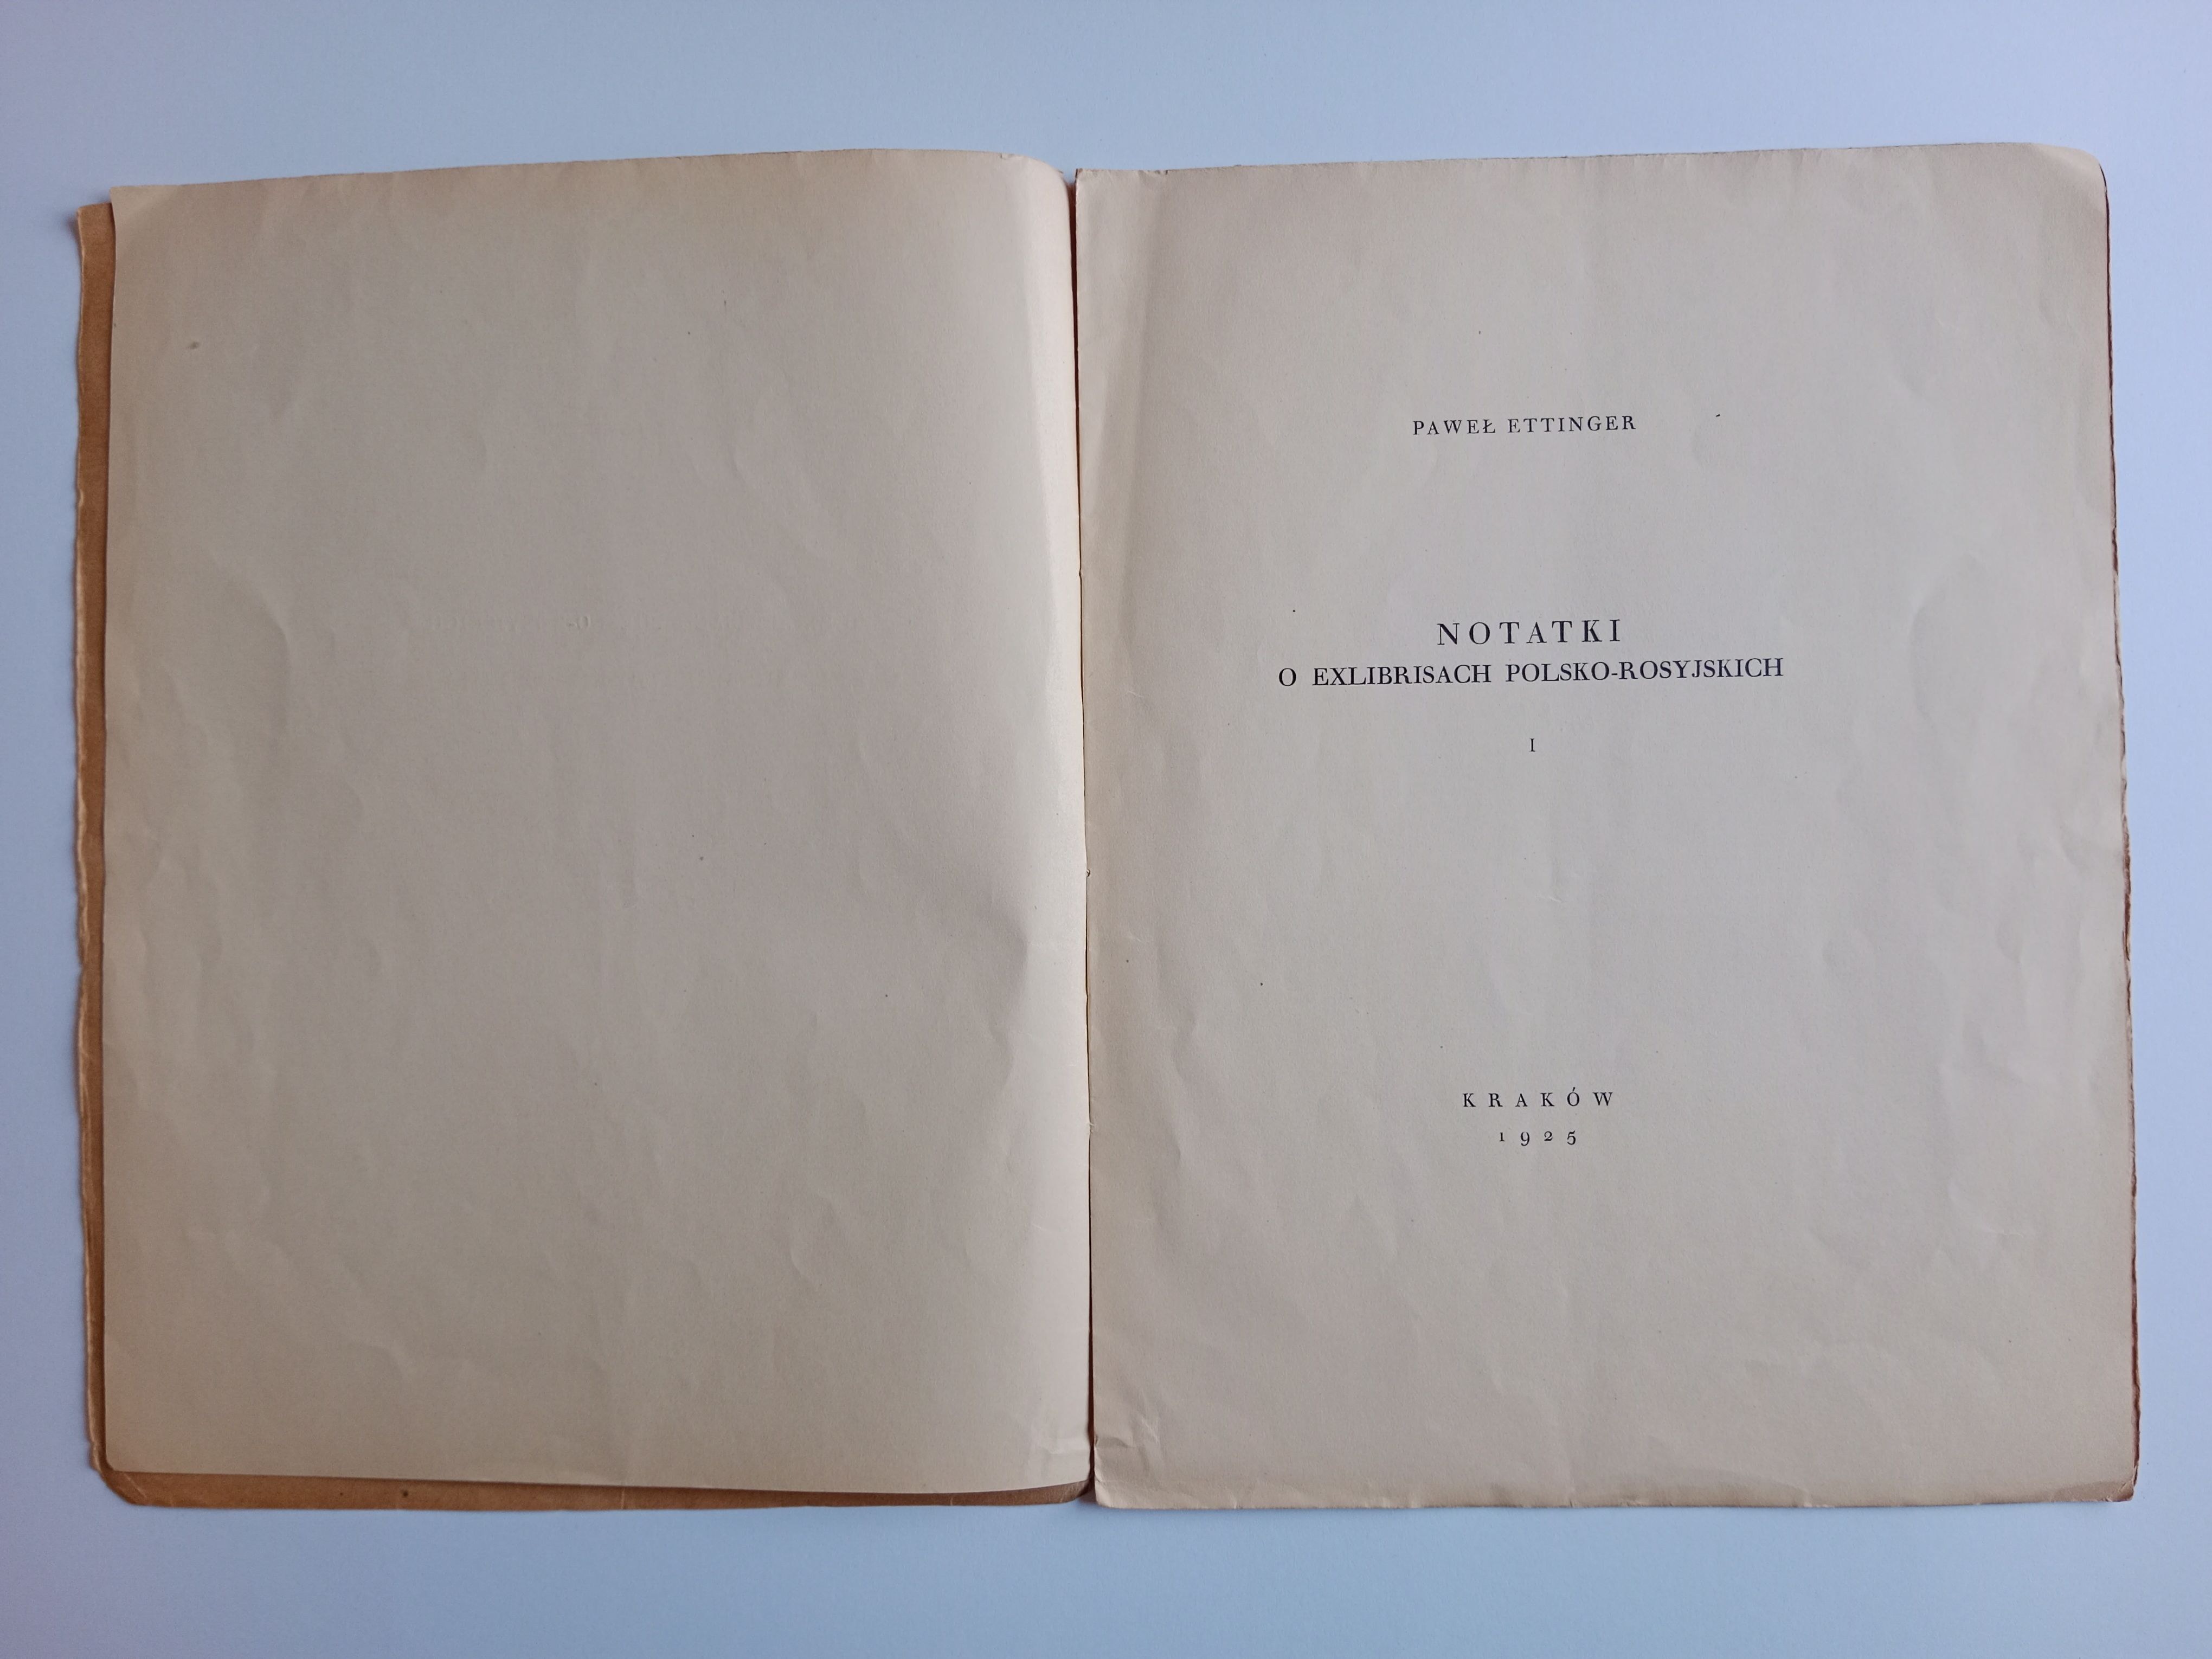 PAWEŁ ETTINGER
NOTATKI
O EXLIBRISACH POLSKO-ROSYJSKICH
I
KRAKÓW
1925